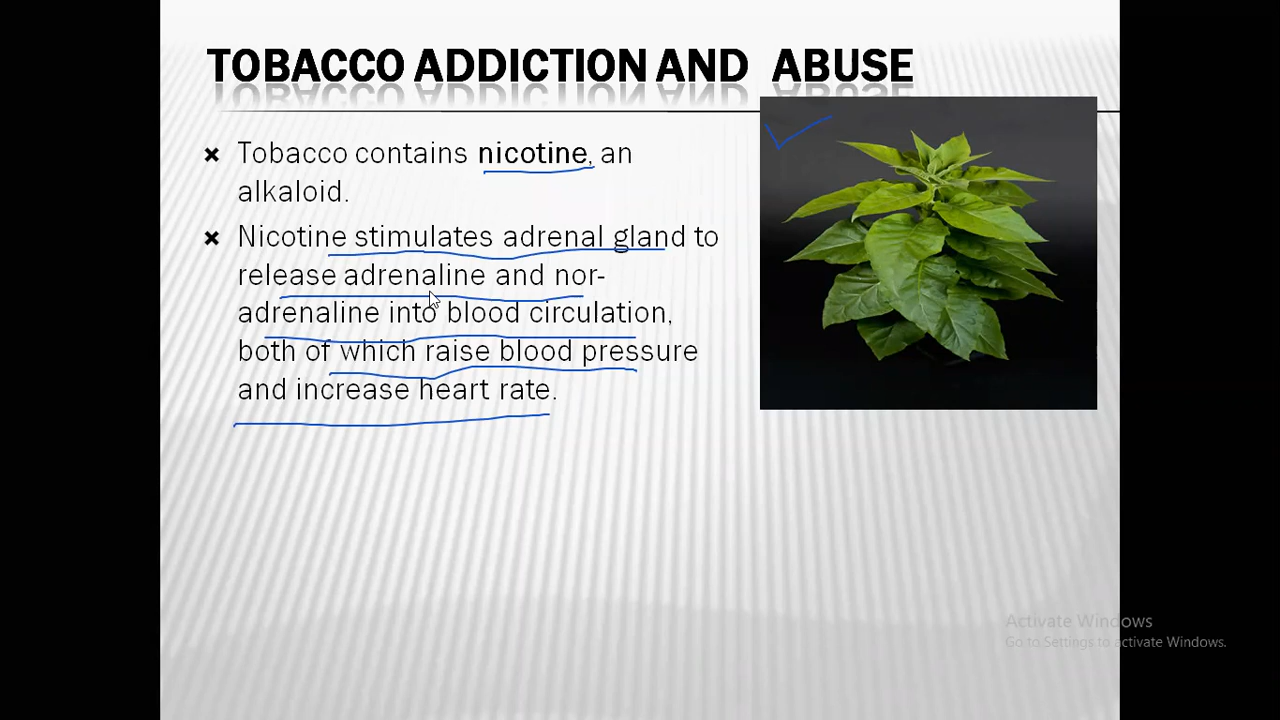 TOBACCO ADDICTION AND ABUSE
Tobacco contains nicotine, an
alkaloid.
Nicotine stimulates adrenal gland to
release adrenaline and nor-
adrenaline into blood circulation,
both of which raise blood pressure
and increase heart rate.
Activate Windows
Go to Settings to activate Windows.